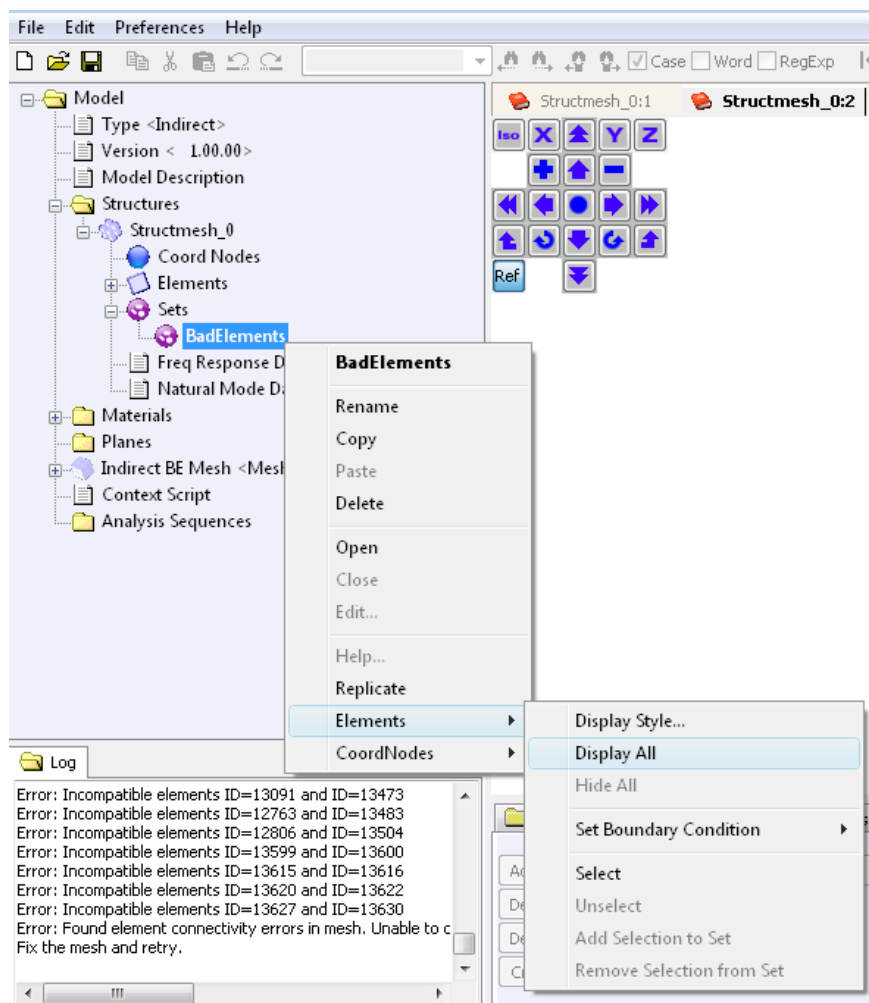 File Edit Preferences Help
Case Word RegExp
Model
Type <Indirect>
Version < 1.00.00>
Model Description
Structures
Structmesh_0
Coord Nodes
Elements
Sets
BadElements
Freq Response D
Natural Mode Da
Materials
Planes
Indirect BE Mesh <Mesh
Context Script
Analysis Sequences
Structmesh_0:1 Structmesh_0:2
Iso X Y Z
Ref
BadElements
Rename
Copy
Paste
Delete
Open
Close
Edit...
Help...
Replicate
Elements
CoordNodes
Display Style...
Display All
Hide All
Set Boundary Condition
Select
Unselect
Add Selection to Set
Remove Selection from Set
Log
Error: Incompatible elements ID=13091 and ID=13473
Error: Incompatible elements ID=12763 and ID=13483
Error: Incompatible elements ID=12806 and ID=13504
Error: Incompatible elements ID=13599 and ID=13600
Error: Incompatible elements ID=13615 and ID=13616
Error: Incompatible elements ID=13620 and ID=13622
Error: Incompatible elements ID=13627 and ID=13630
Error: Found element connectivity errors in mesh. Unable to c
Fix the mesh and retry.